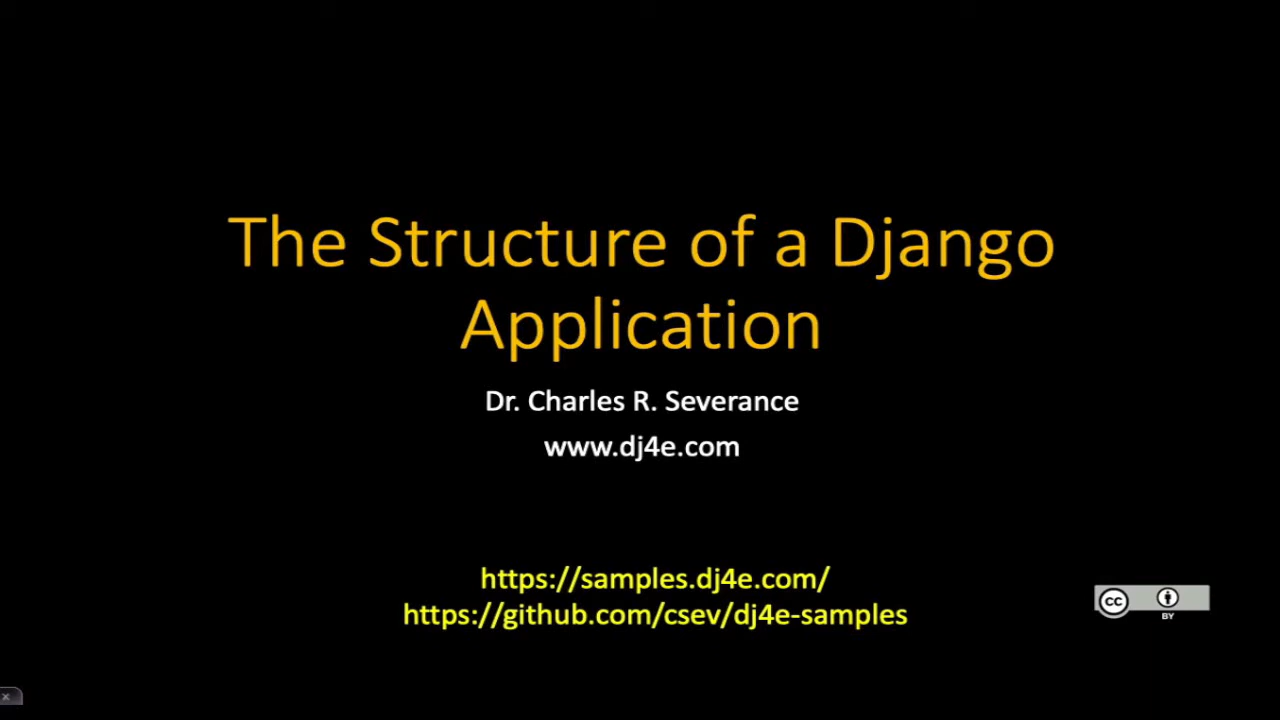 The Structure of a Django
Application
Dr. Charles R. Severance
www.dj4e.com
https://samples.dj4e.com/
https://github.com/csev/dj4e-samples
cc
BY